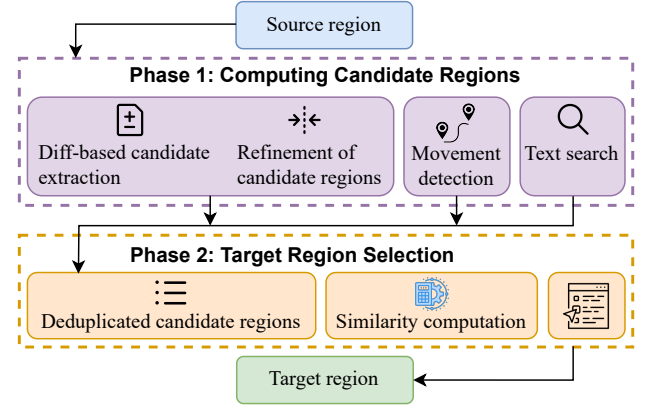 Source region
Phase 1: Computing Candidate Regions
Diff-based candidate
extraction
Refinement of
candidate regions
Movement
detection
Text search
Phase 2: Target Region Selection
Deduplicated candidate regions
Similarity computation
Target region